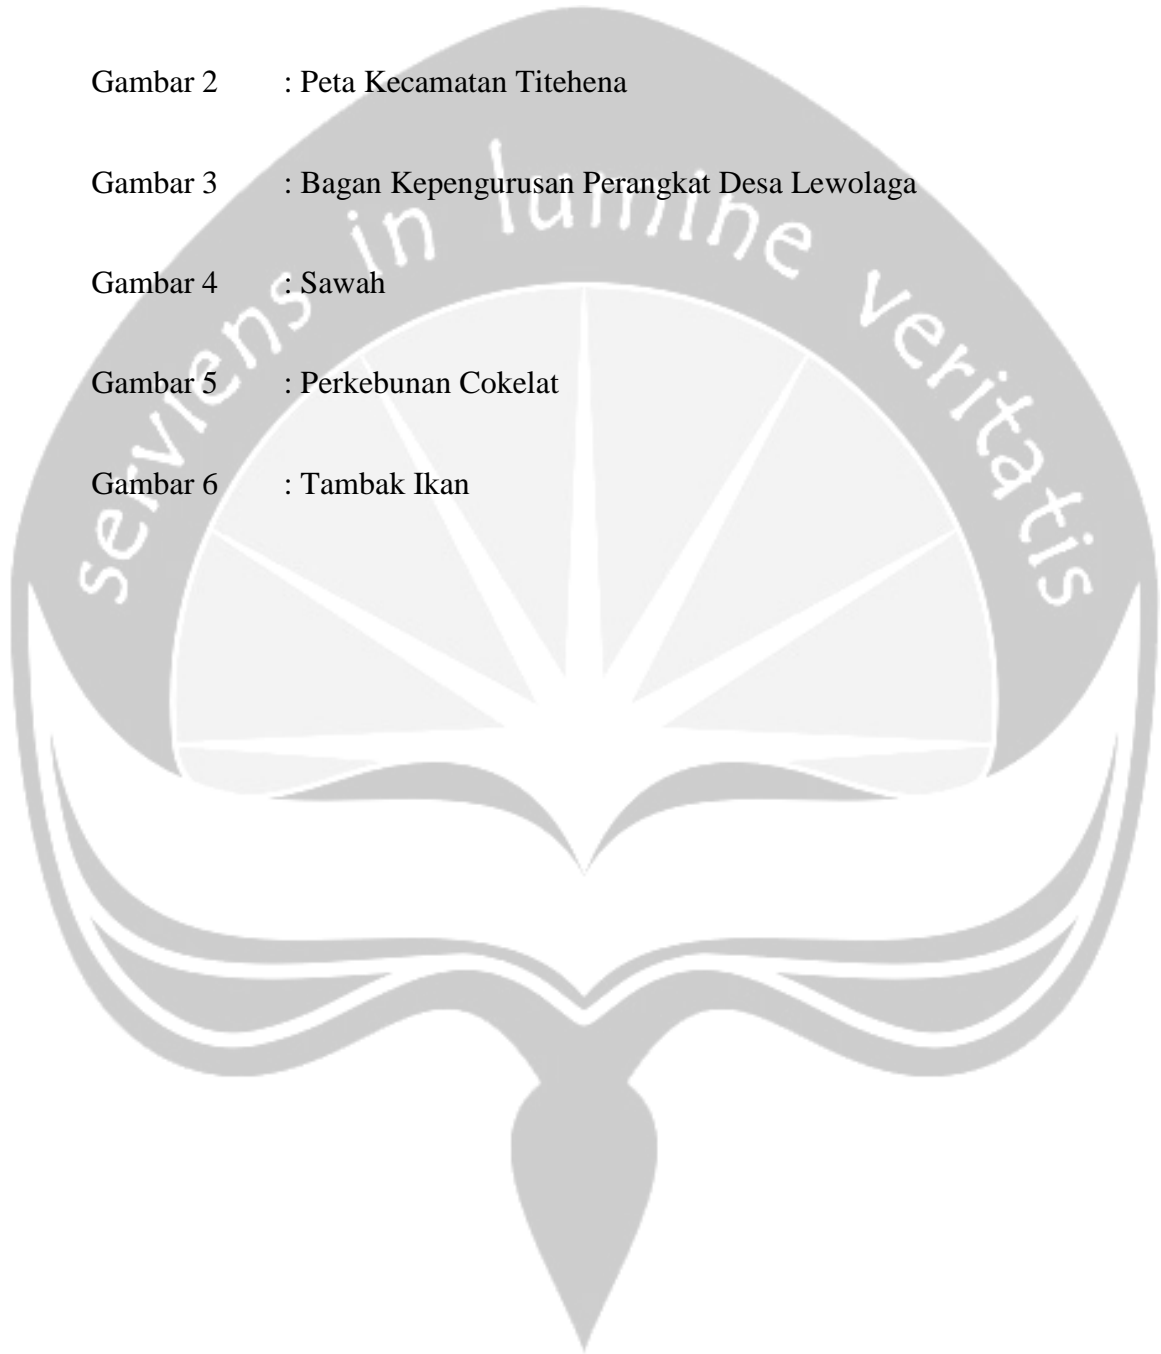 Gambar 2 : Peta Kecamatan Titehena
Gambar 3 : Bagan Kepengurusan Perangkat Desa Lewolaga
Gambar 4 : Sawah
Gambar 5 : Perkebunan Cokelat
Gambar 6 : Tambak Ikan
serviens in lumine veritatis